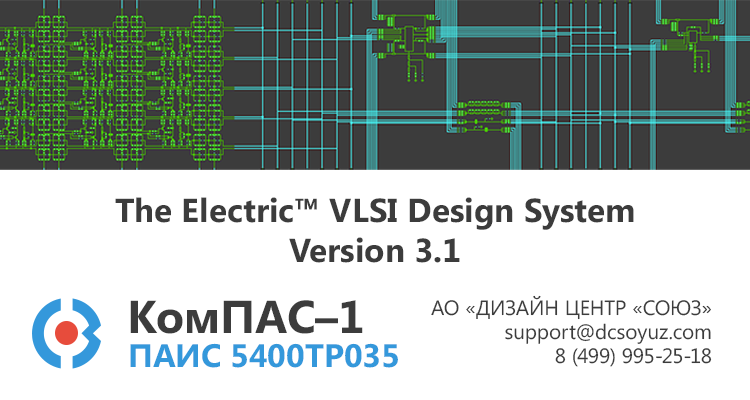 The Electric™ VLSI Design System
Version 3.1
КомПАС–1
ПАИС 5400ТР035
АО «ДИЗАЙН ЦЕНТР «СОЮЗ»
support@dcsoyuz.com
8 (499) 995-25-18